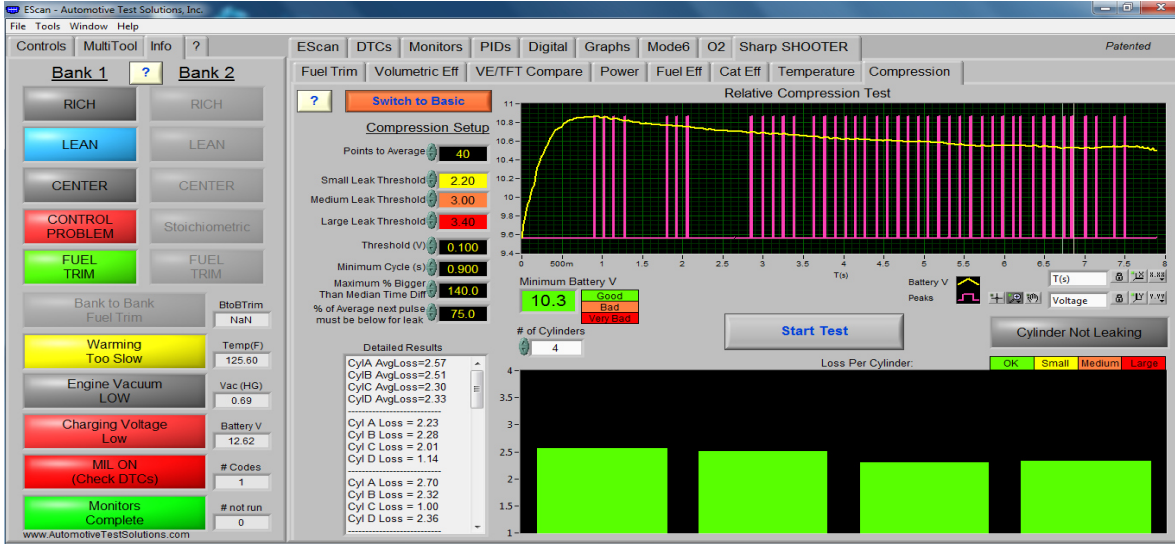 EScan - Automotive Test Solutions, Inc.
File Tools Window Help
Controls MultiTool Info ?
EScan DTCs Monitors PIDs Digital Graphs Mode6 O2 Sharp SHOOTER
Patented
Fuel Trim Volumetric Eff VE/TFT Compare Power Fuel Eff Cat Eff Temperature Compression
Bank 1 ? Bank 2
RICH RICH
LEAN LEAN
CENTER CENTER
CONTROL PROBLEM Stoichiometric
FUEL TRIM FUEL TRIM
Bank to Bank Fuel Trim
BtoBTrim
NaN
Warming Too Slow
Temp(F)
125.60
Engine Vacuum LOW
Vac (HG)
0.69
Charging Voltage Low
Battery V
12.62
MIL ON (Check DTCs)
# Codes
1
Monitors Complete
# not run
0
www.AutomotiveTestSolutions.com
? Switch to Basic
Compression Setup
Points to Average 40
Small Leak Threshold 2.20
Medium Leak Threshold 3.00
Large Leak Threshold 3.40
Threshold (V) 0.100
Minimum Cycle (s) 0.900
Maximum % Bigger
Than Median Time Diff 140.0
% of Average next pulse
must be below for leak 75.0
Detailed Results
CylA AvgLoss=2.57
CylB AvgLoss=2.51
CylC AvgLoss=2.30
CylD AvgLoss=2.33
----------------------------
Cyl A Loss = 2.23
Cyl B Loss = 2.28
Cyl C Loss = 2.01
Cyl D Loss = 1.14
----------------------------
Cyl A Loss = 2.70
Cyl B Loss = 2.32
Cyl C Loss = 1.00
Cyl D Loss = 2.36
----------------------------
Relative Compression Test
11
10.8
10.6
10.4
10.2
10
9.8
9.6
9.4
0 500m 1 1.5 2 2.5 3 3.5 4 4.5 5 5.5 6 6.5 7 7.5 8
T(s)
Minimum Battery V
10.3
Good
Bad
Very Bad
# of Cylinders
4
Battery V
Peaks
T(s)
Voltage
Start Test
Cylinder Not Leaking
Loss Per Cylinder:
OK Small Medium Large
4
3.5
3
2.5
2
1.5
1